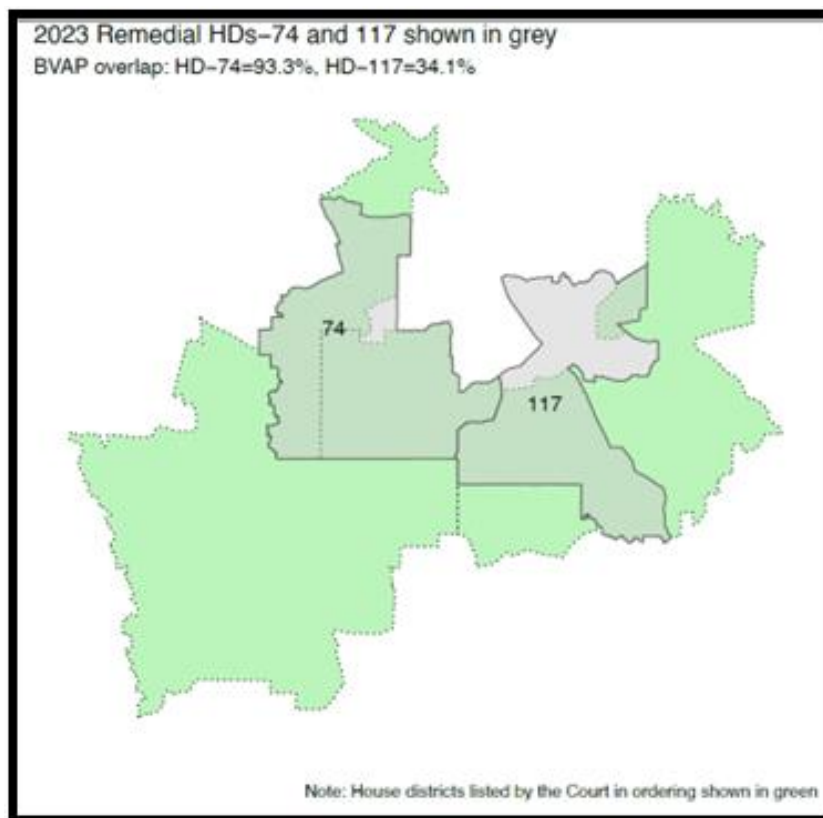 2023 Remedial HDs−74 and 117 shown in grey
BVAP overlap: HD−74=93.3%, HD−117=34.1%
74
117
Note: House districts listed by the Court in ordering shown in green